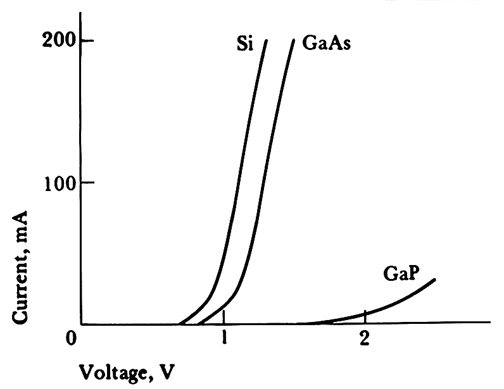 200
Si
GaAs
100
Current, mA
GaP
0
1
2
Voltage, V